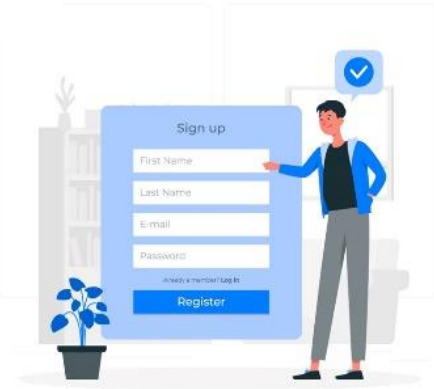 Sign up
First Name
Last Name
E-mail
Password
Already a member? Log in
Register